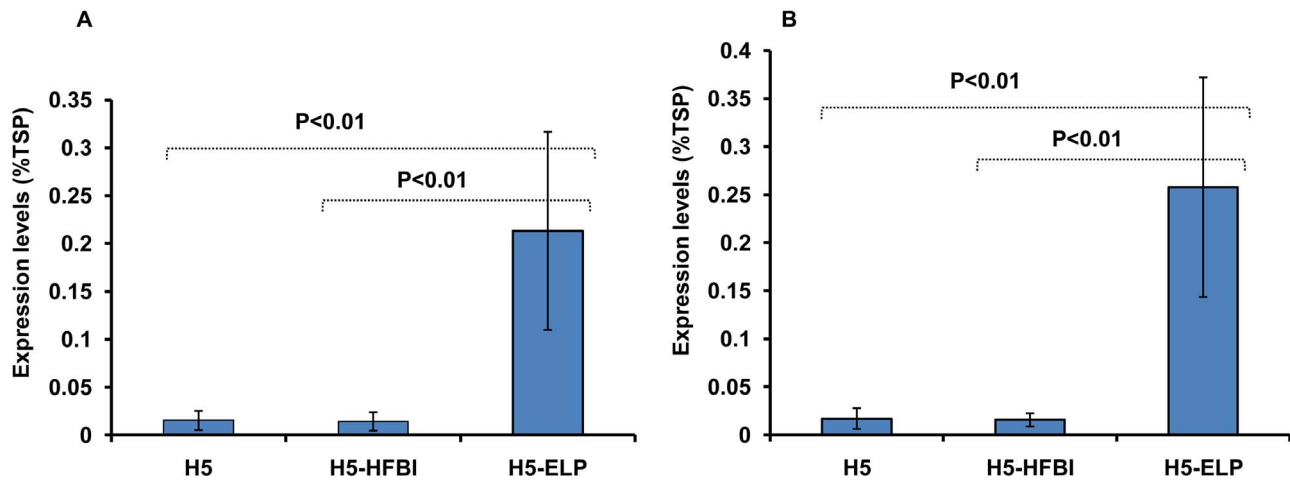 A
Expression levels (%TSP)
0.35
0.3
0.25
0.2
0.15
0.1
0.05
0
P<0.01
P<0.01
H5
H5-HFBI
H5-ELP
B
Expression levels (%TSP)
0.4
0.35
0.3
0.25
0.2
0.15
0.1
0.05
0
P<0.01
P<0.01
H5
H5-HFBI
H5-ELP